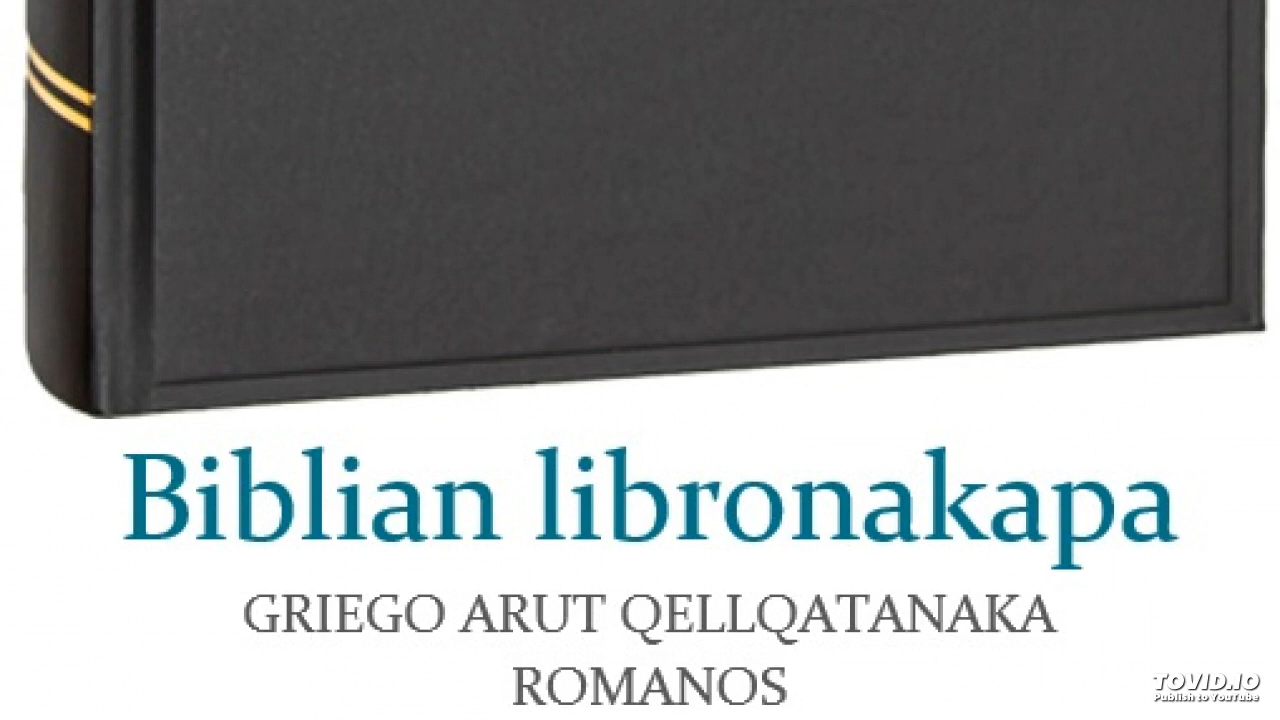 Biblian libronakapa
GRIEGO ARUT QELLQATANAKA
ROMANOS
TOVID.IO
Publish to YouTube